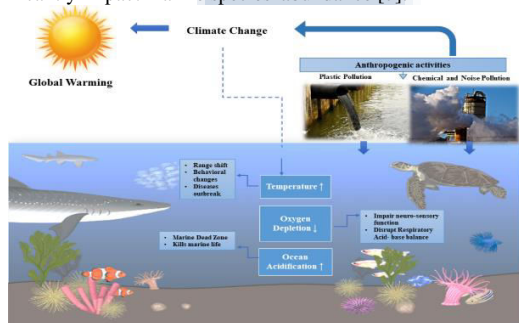 Climate Change
Global Warming
Anthropogenic activities
Plastic Pollution
Chemical and Noise Pollution
• Range shift
• Behavioral
changes
• Diseases
outbreak
Temperature ↑
Oxygen
Depletion ↓
• Impair neuro-sensory
function
• Disrupt Respiratory
Acid- base balance
• Marine Dead Zone
• Kills marine life
Ocean
Acidification ↑